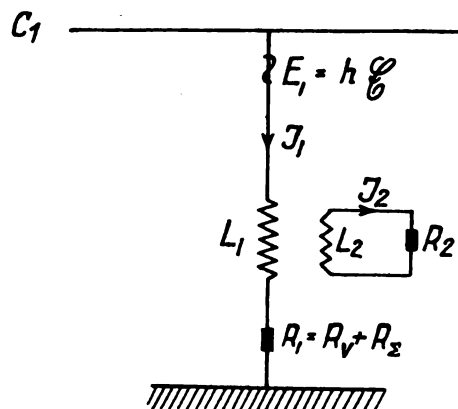 C1
E1 = h 𝓔
J1
J2
L1
L2
R2
R1 = RV + RΣ